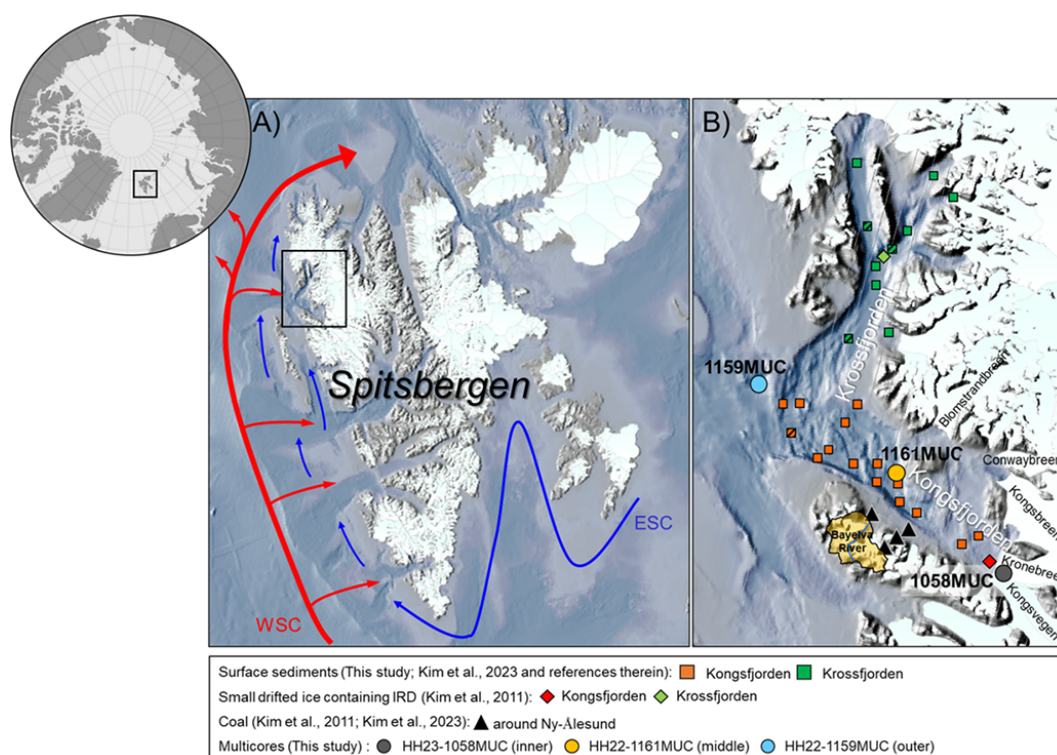 A)
B)
Spitsbergen
WSC
ESC
Krossfjorden
1159MUC
Blomstrandbreen
1161MUC
Conwaybreen
Kongsfjorden
Kongsbreen
Bayelva
River
Kronebreen
1058MUC
Kongsvegen
Surface sediments (This study; Kim et al., 2023 and references therein): Kongsfjorden Krossfjorden
Small drifted ice containing IRD (Kim et al., 2011): Kongsfjorden Krossfjorden
Coal (Kim et al., 2011; Kim et al., 2023): around Ny-Ålesund
Multicores (This study) : HH23-1058MUC (inner) HH22-1161MUC (middle) HH22-1159MUC (outer)